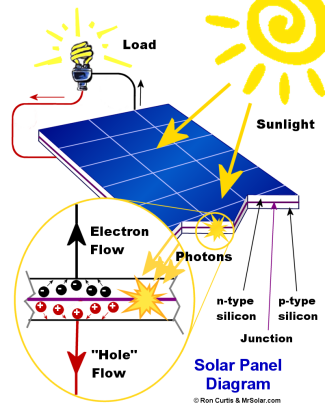 Load
Sunlight
Electron
Flow
Photons
n-type
silicon
p-type
silicon
Junction
"Hole"
Flow
Solar Panel
Diagram
© Ron Curtis & MrSolar.com